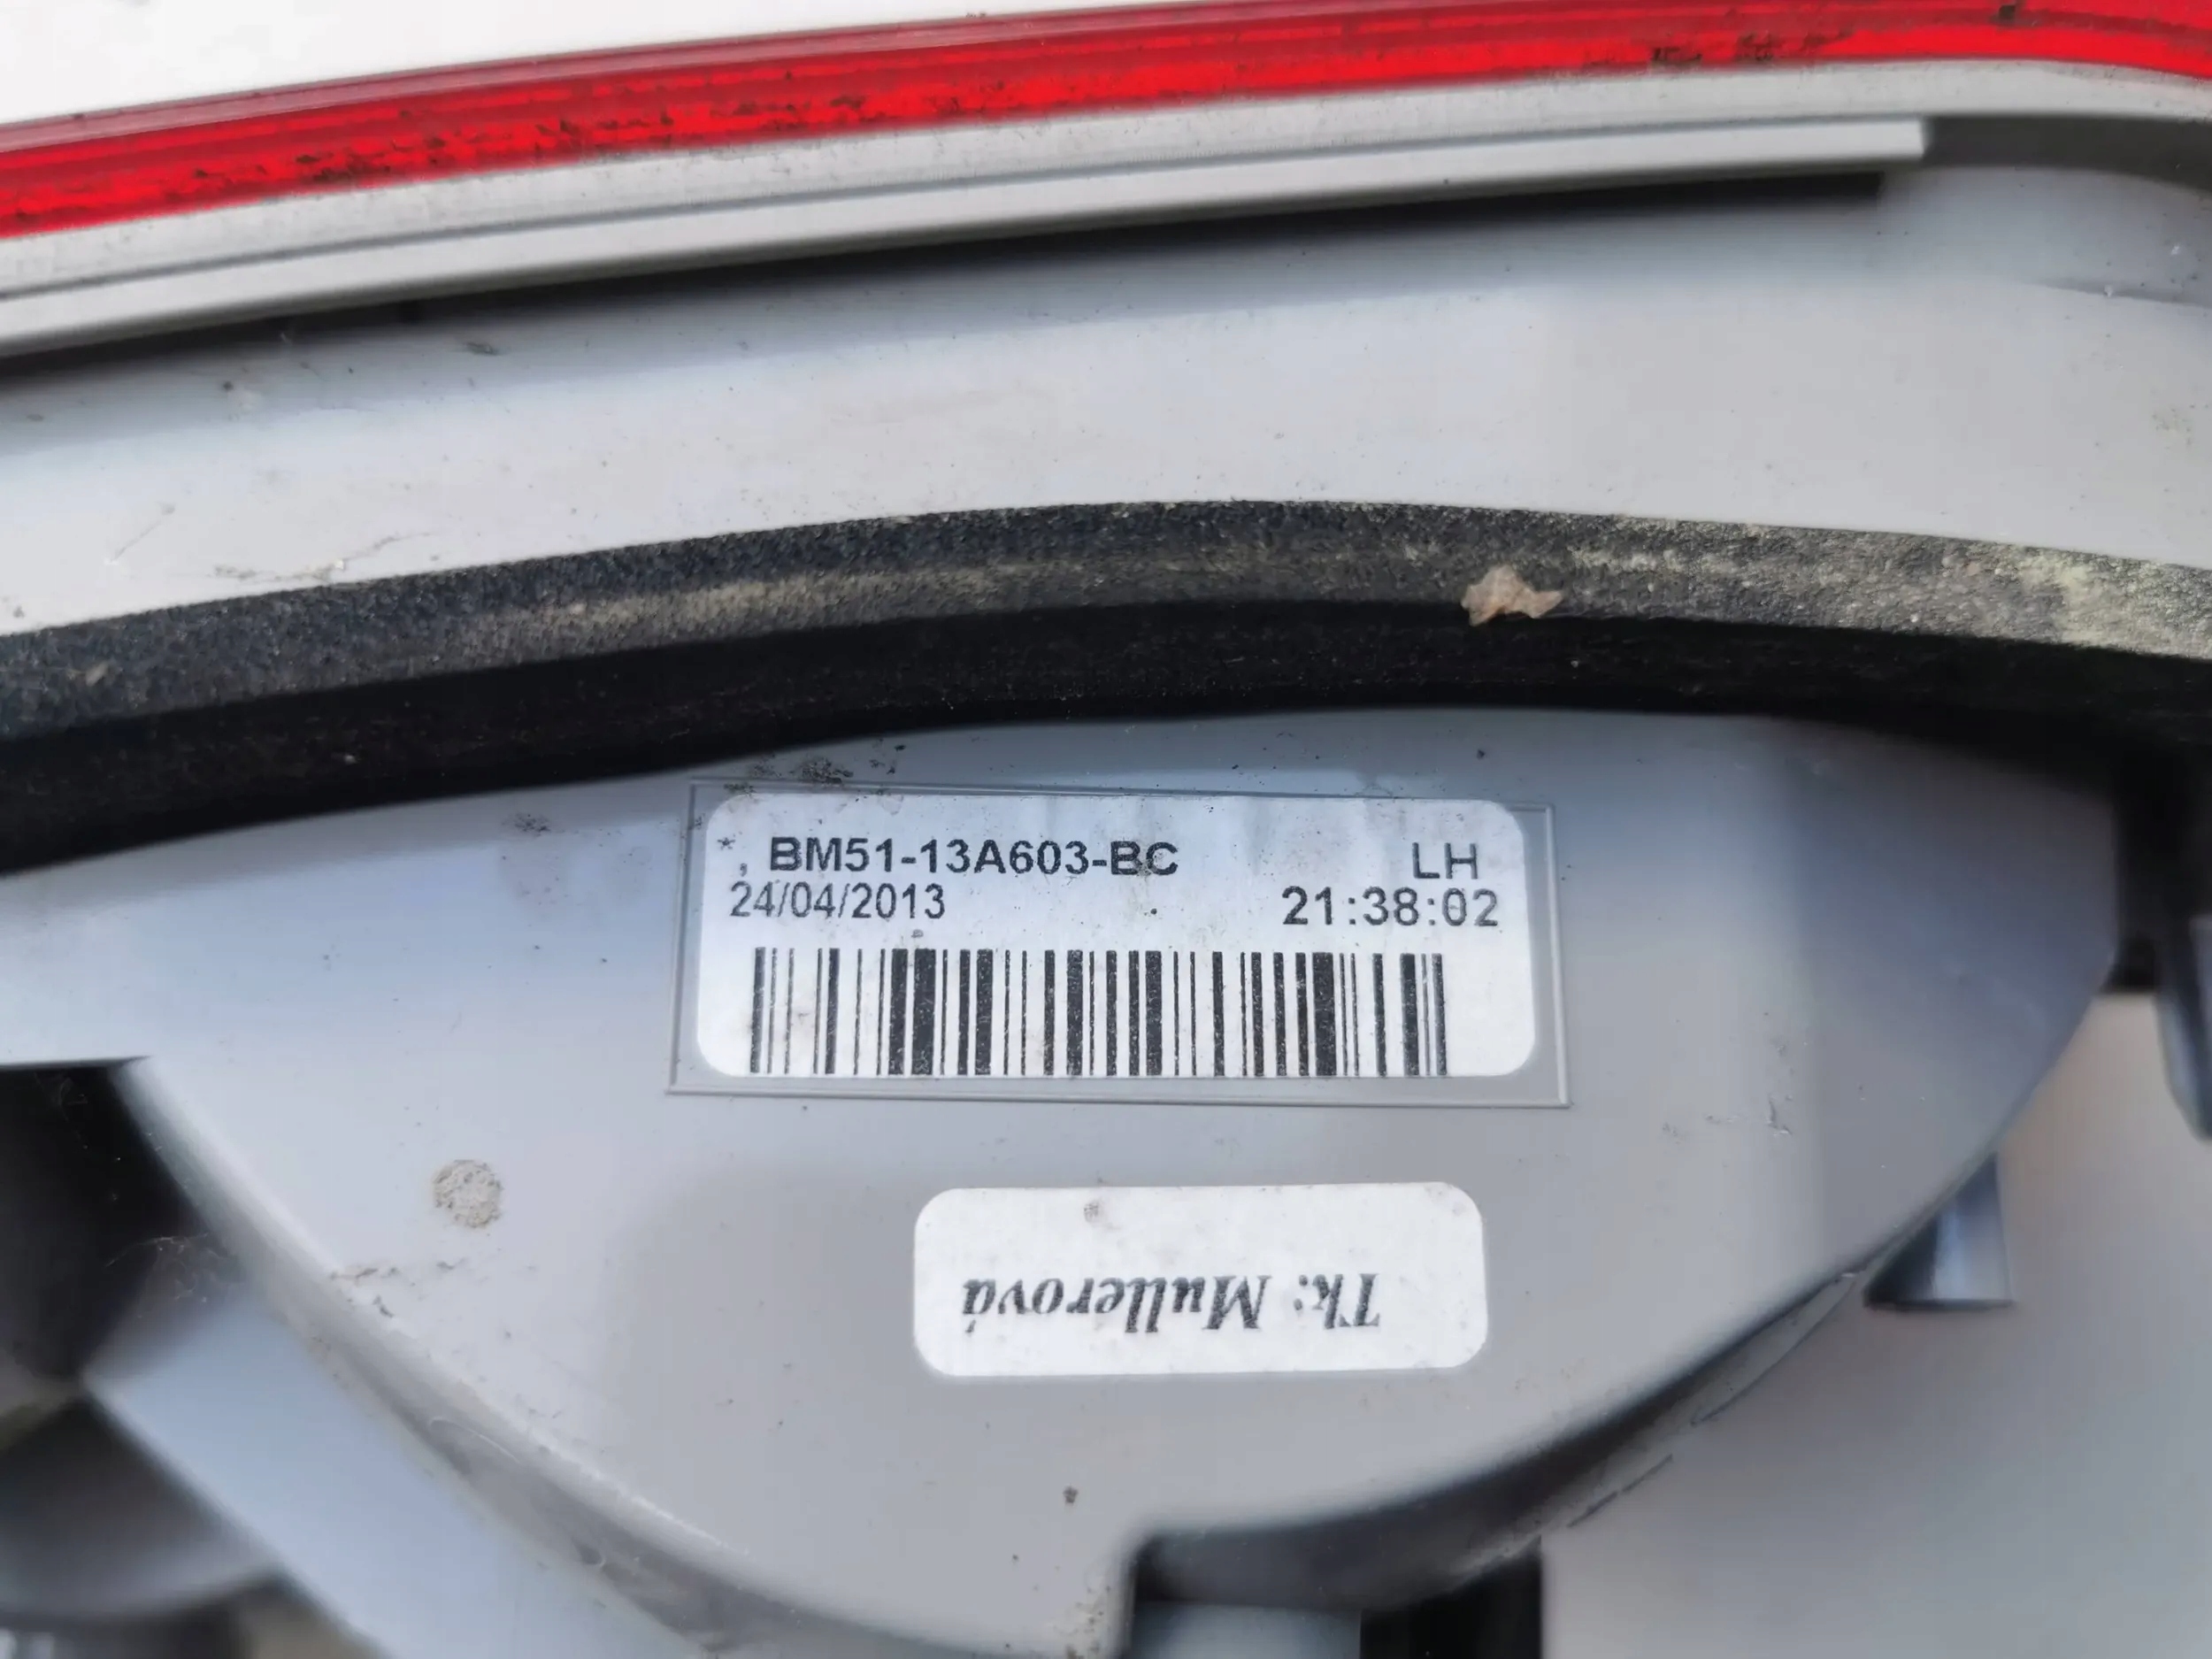 *, BM51-13A603-BC LH
24/04/2013 21:38:02
Tk: Mullerová